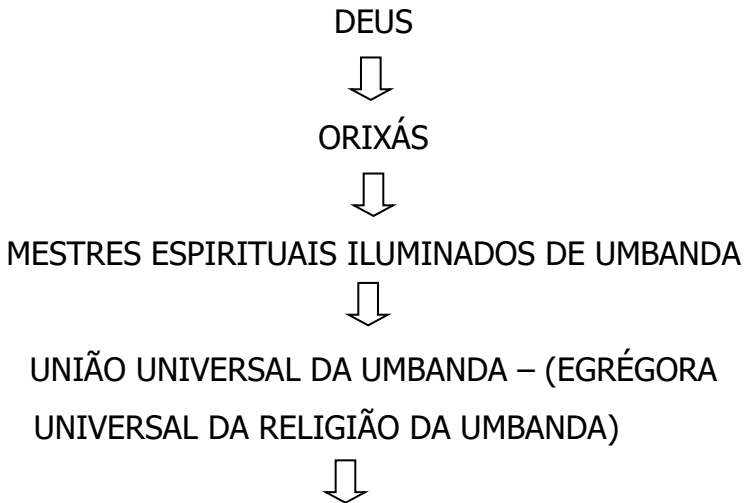 DEUS
ORIXÁS
MESTRES ESPIRITUAIS ILUMINADOS DE UMBANDA
UNIÃO UNIVERSAL DA UMBANDA – (EGRÉGORA
UNIVERSAL DA RELIGIÃO DA UMBANDA)